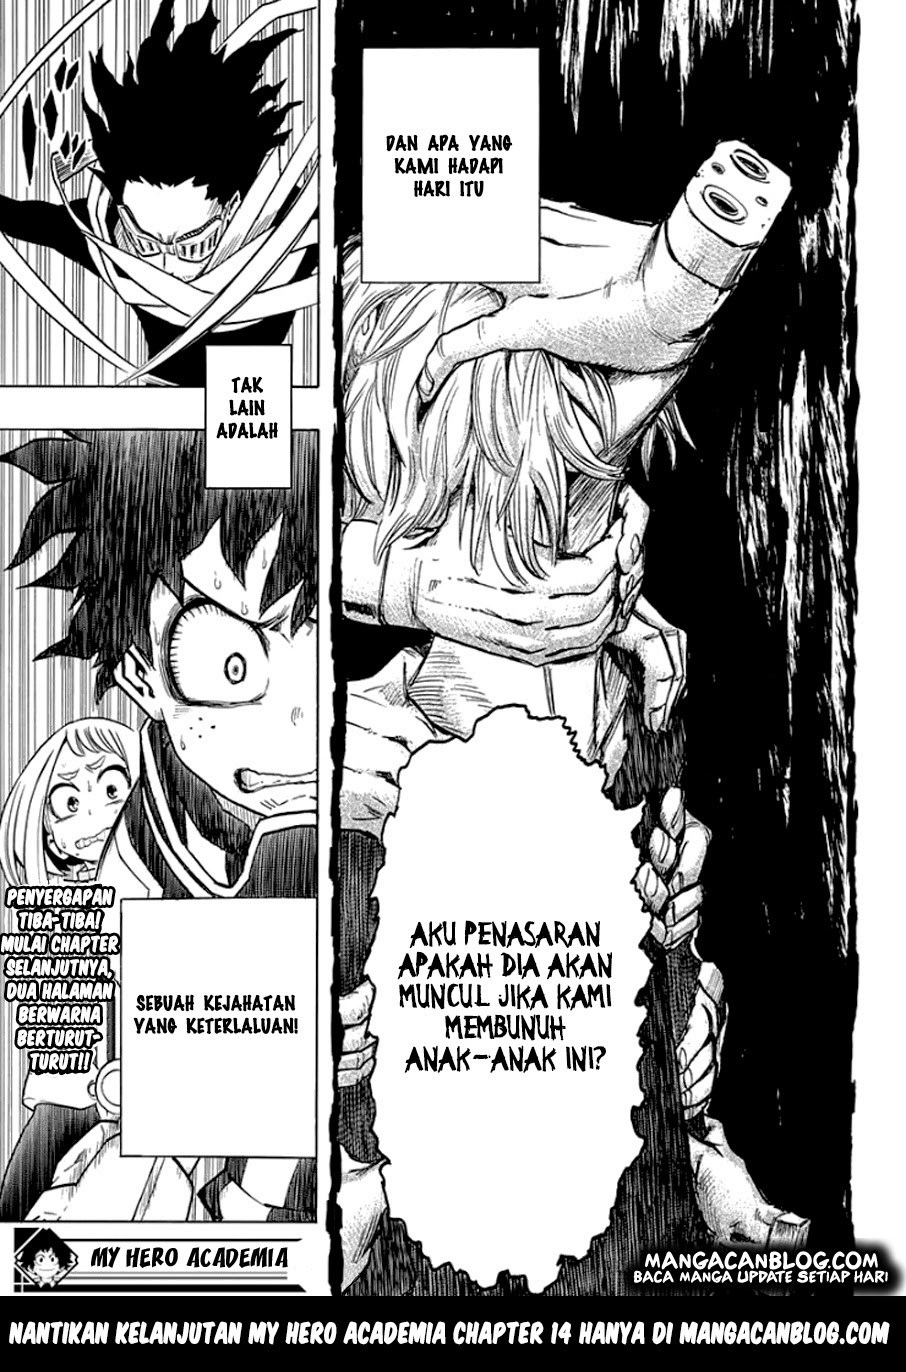 DAN APA YANG
KAMI HADAPI
HARI ITU
TAK
LAIN
ADALAH
AKU PENASARAN
APAKAH DIA AKAN
MUNCUL JIKA KAMI
MEMBUNUH
ANAK-ANAK INI?
SEBUAH KEJAHATAN
YANG KETERLALUAN!
PENYERGAPAN
TIBA-TIBA!
MULAI CHAPTER
SELANJUTNYA,
DUA HALAMAN
BERWARNA
BERTURUT-
TURUT!!
MY HERO ACADEMIA
MANGACANBLOG.COM
BACA MANGA UPDATE SETIAP HARI
NANTIKAN KELANJUTAN MY HERO ACADEMIA CHAPTER 14 HANYA DI MANGACANBLOG.COM